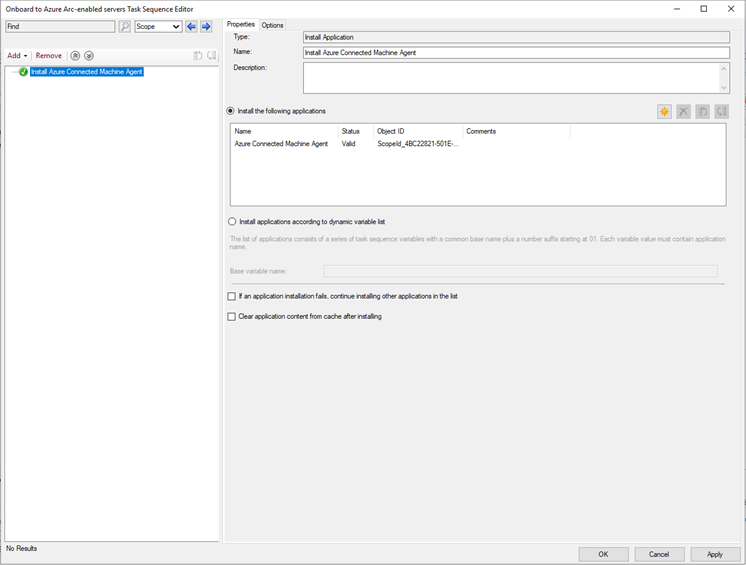 Onboard to Azure Arc-enabled servers Task Sequence Editor
Find
Scope
Add
Remove
Install Azure Connected Machine Agent
No Results
Properties
Options
Type:
Install Application
Name:
Install Azure Connected Machine Agent
Description:
Install the following applications
Name Status Object ID Comments
Azure Connected Machine Agent Valid ScopeId_4BC22821-501E-...
Install applications according to dynamic variable list
The list of applications consists of a series of task sequence variables with a common base name plus a number suffix starting at 01. Each variable value must contain application
name.
Base variable name:
If an application installation fails, continue installing other applications in the list
Clear application content from cache after installing
OK
Cancel
Apply